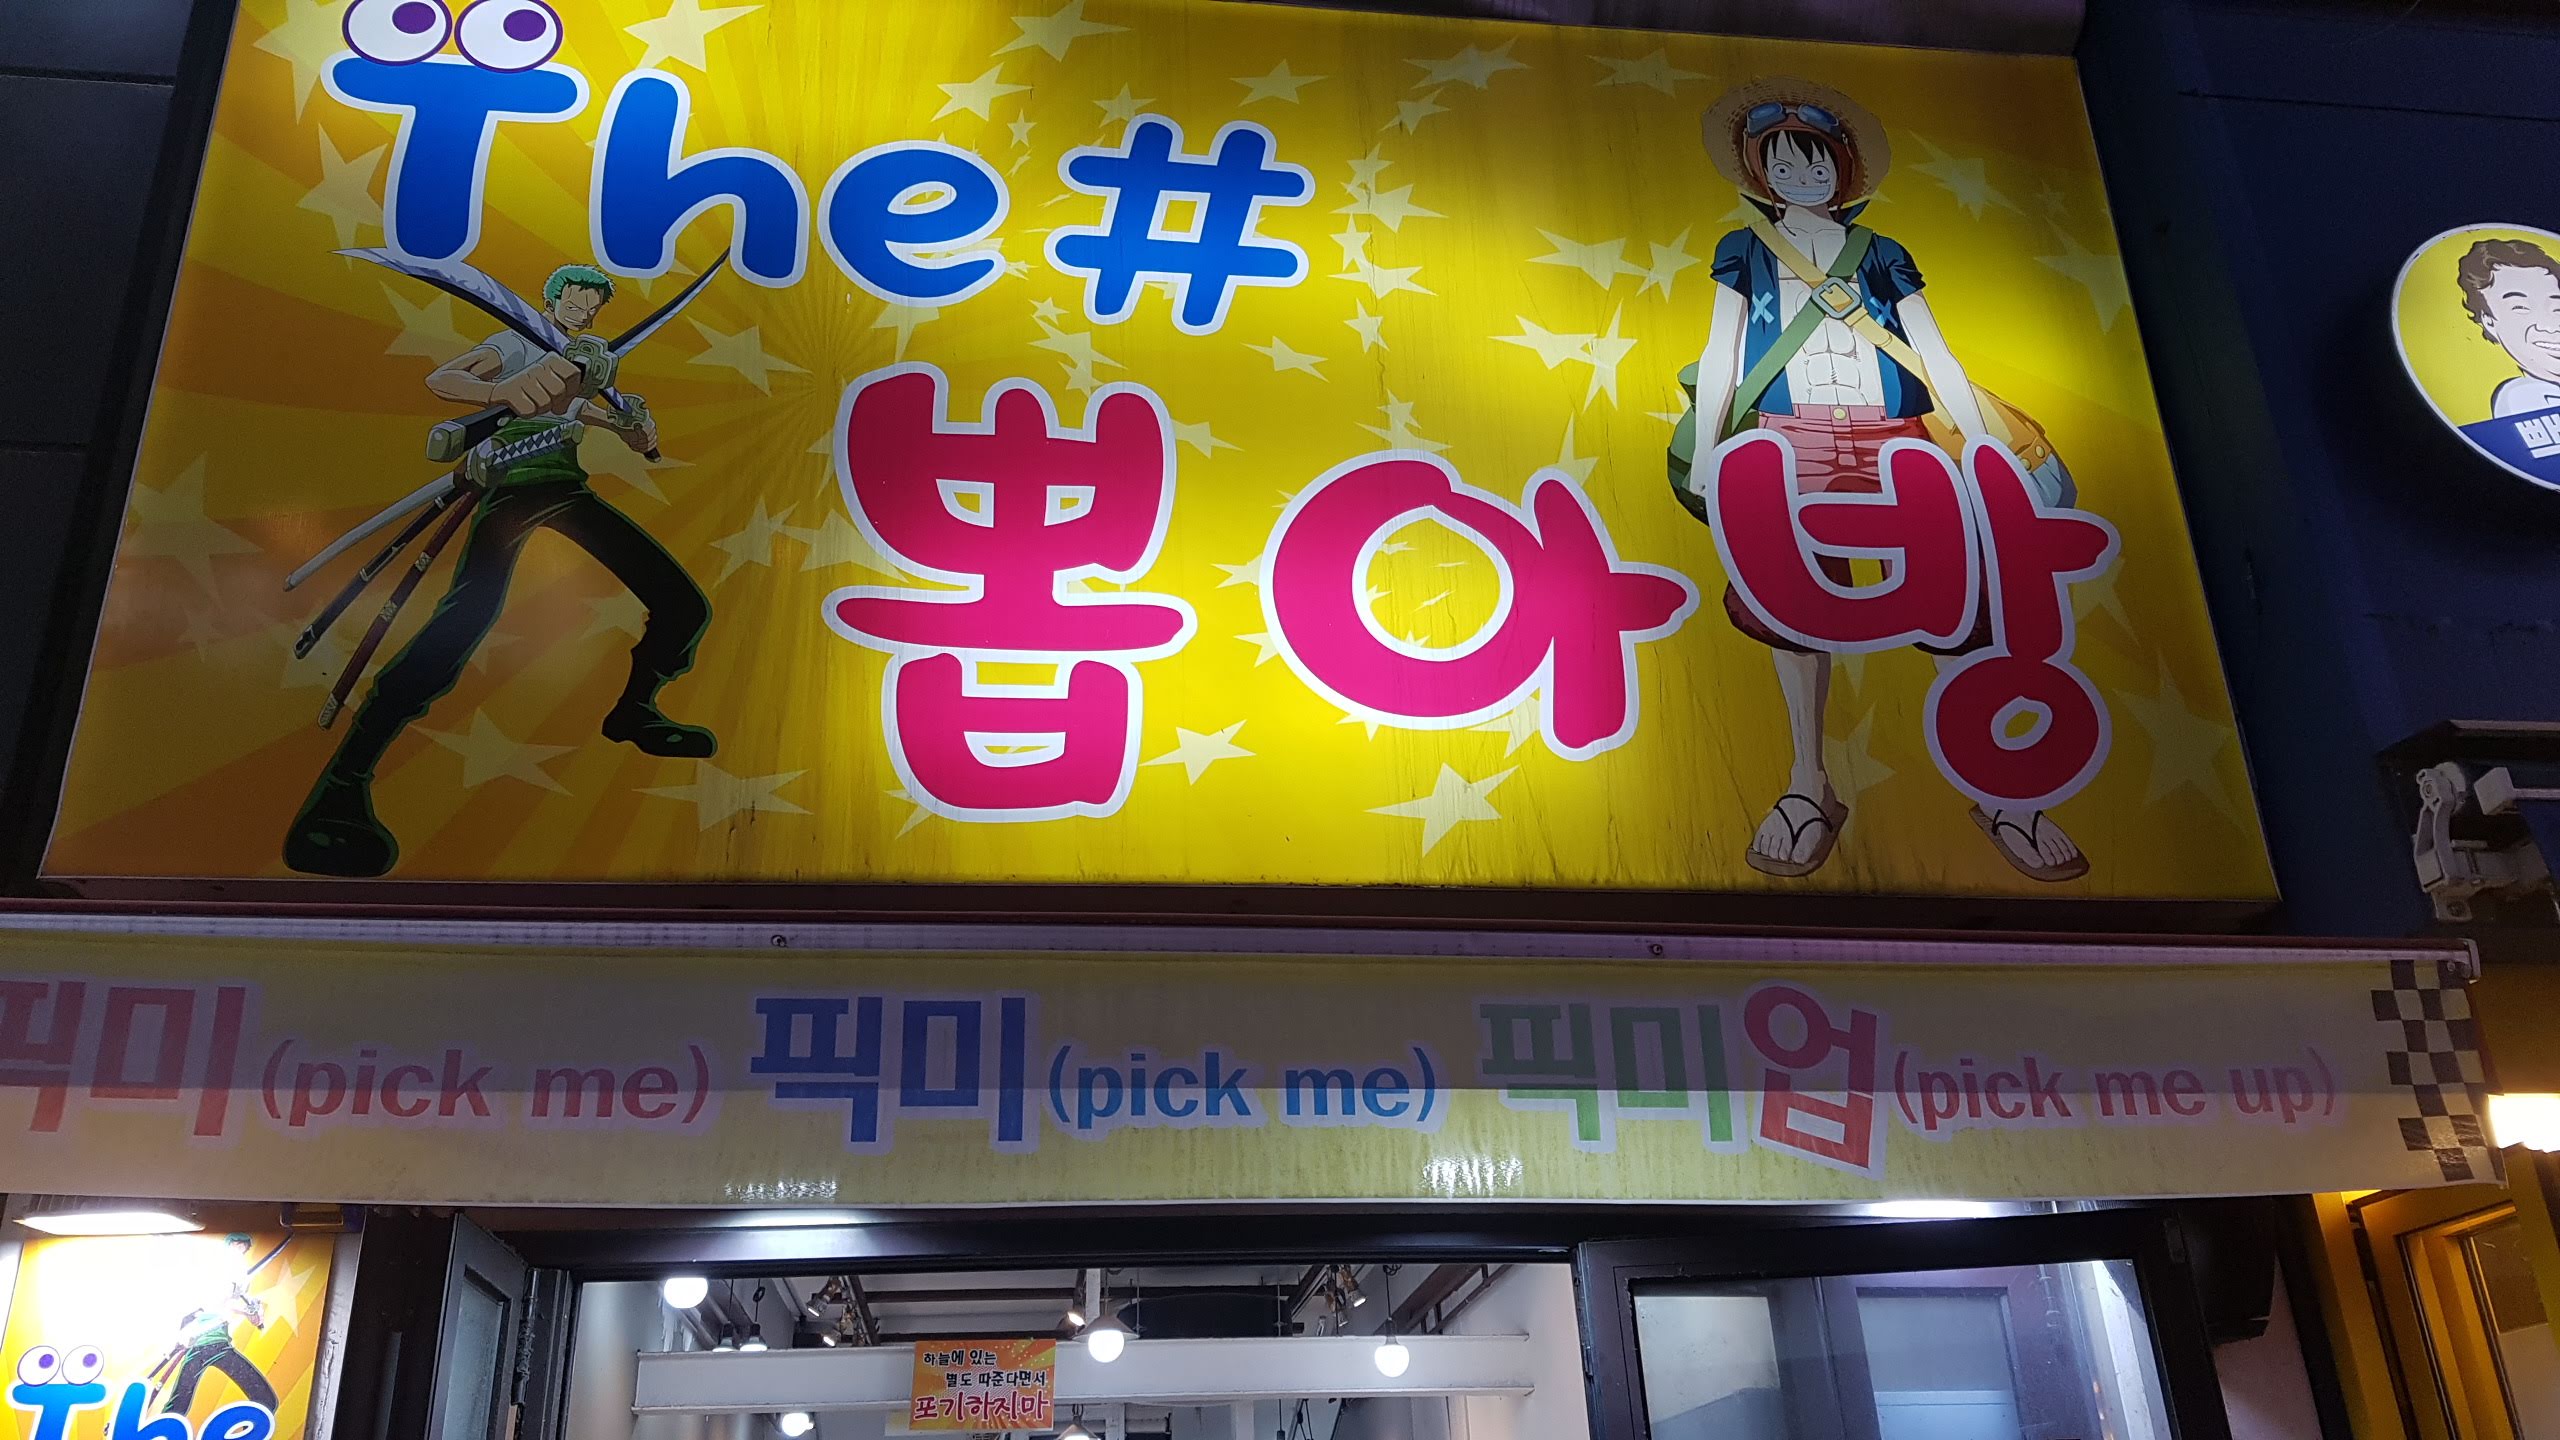 The#
뽑아방
픽미(pick me) 픽미(pick me) 픽미업(pick me up)
하늘에 있는
별도 따준다면서
포기하지마
The